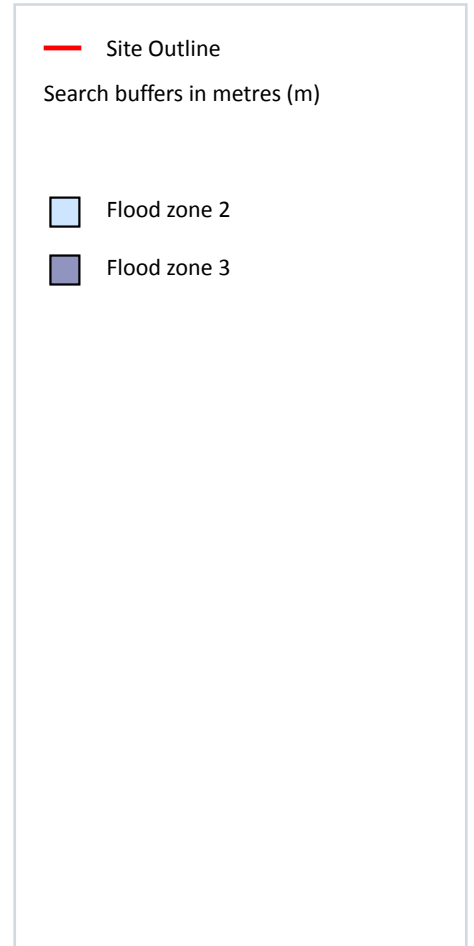 Site Outline
Search buffers in metres (m)
Flood zone 2
Flood zone 3